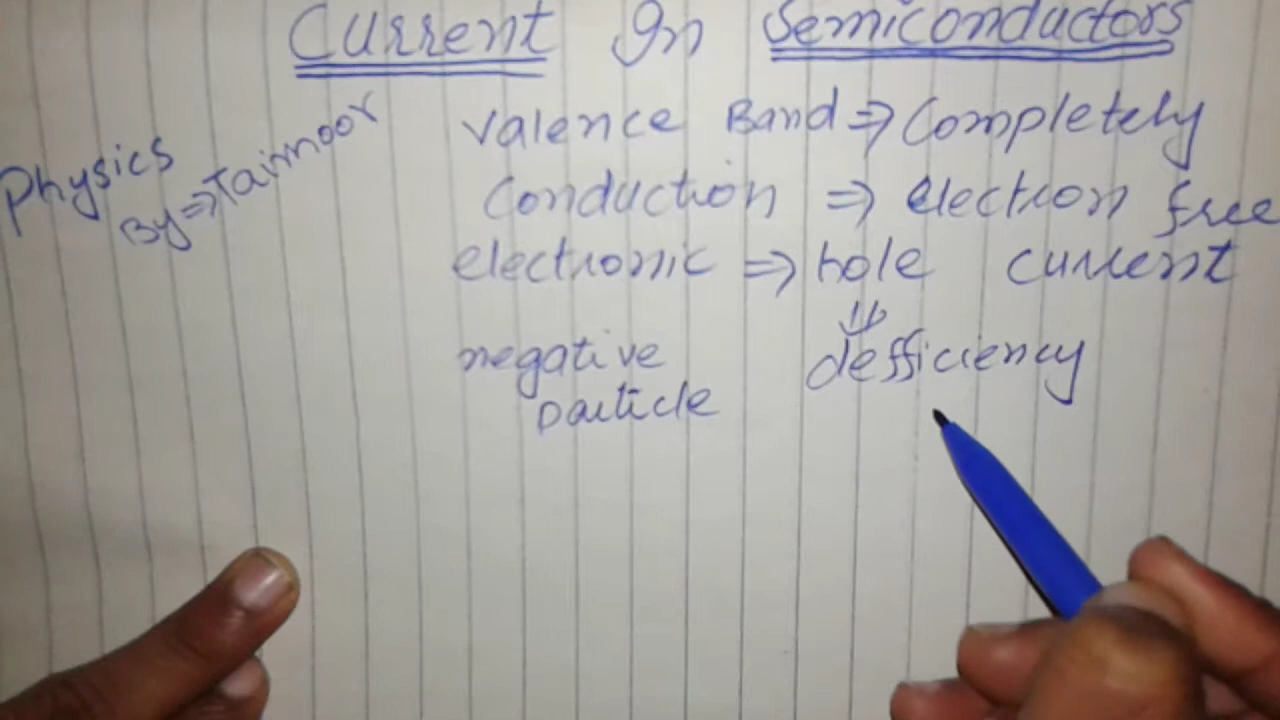 Current In Semiconductors
Physics
By⇒Taimoor
Valence Band ⇒ Completely
Conduction ⇒ electron free
electronic ⇒ hole current
⇓
negative defficiency
particle